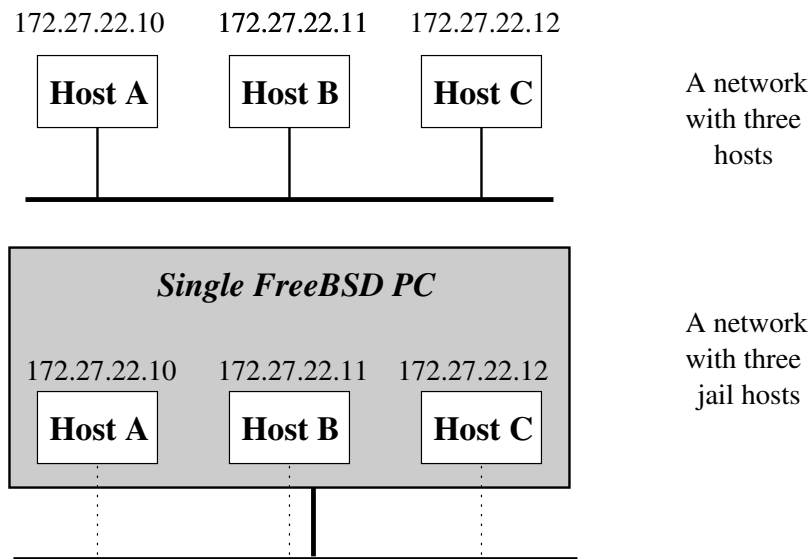 172.27.22.10 172.27.22.11 172.27.22.12
Host A Host B Host C
A network
with three
hosts
Single FreeBSD PC
172.27.22.10 172.27.22.11 172.27.22.12
Host A Host B Host C
A network
with three
jail hosts